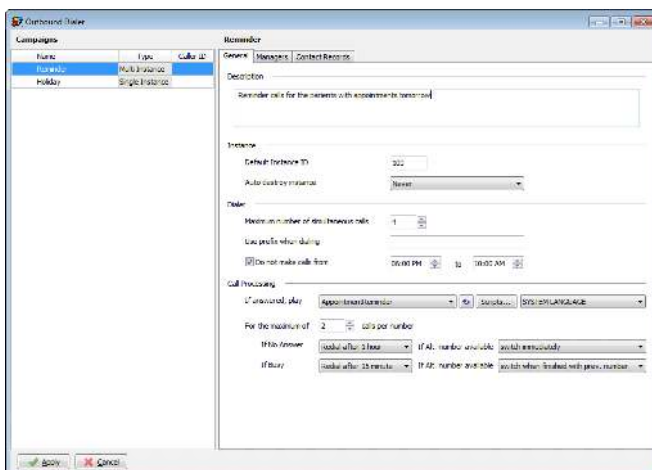 Outbound Dialer
Campaigns
Name Type Caller ID
Reminder Multi Instance
Holiday Single Instance
Reminder
General Managers Contact Records
Description
Reminder calls for the patients with appointments tomorrow
Instance
Default Instance ID
Auto destroy instance Never
Dialer
Maximum number of simultaneous calls 4
Use prefix when dialing
Do not make calls from 06:00 PM to 10:00 AM
Call Processing
If answered, play AppointmentReminder Scripts... SYSTEM LANGUAGE
For the maximum of 2 calls per number
If No Answer Redial after 1 hour If Alt. number available switch immediately
If Busy Redial after 15 minute If Alt. number available switch when finished with prev. number
Apply Cancel